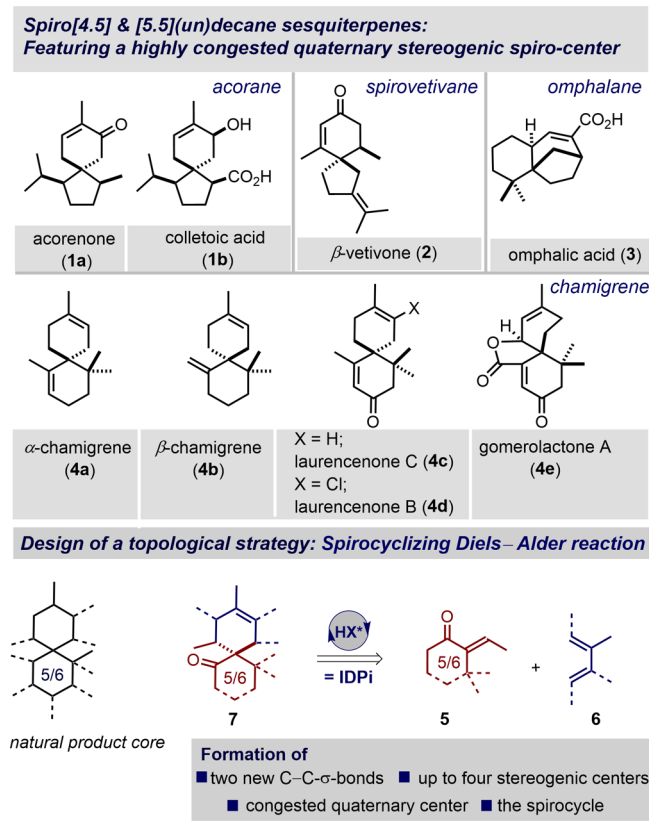 Spiro[4.5] & [5.5](un)decane sesquiterpenes:
Featuring a highly congested quaternary stereogenic spiro-center
acorane
spirovetivane
omphalane
O
OH
CO2H
O
H
CO2H
acorenone
(1a)
colletoic acid
(1b)
β-vetivone (2)
omphalic acid (3)
chamigrene
X
O
H
O
O
O
α-chamigrene
(4a)
β-chamigrene
(4b)
X = H;
laurencenone C (4c)
X = Cl;
laurencenone B (4d)
gomerolactone A
(4e)
Design of a topological strategy: Spirocyclizing Diels–Alder reaction
5/6
natural product core
O
5/6
7
HX*
= IDPi
O
5/6
5
+
6
Formation of
two new C–C-σ-bonds
up to four stereogenic centers
congested quaternary center
the spirocycle